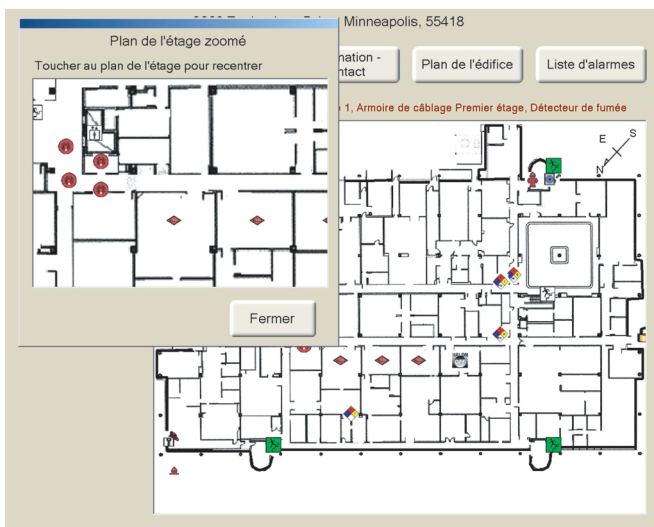 Minneapolis, 55418
Plan de l'étage zoomé
Toucher au plan de l'étage pour recentrer
Plan de l'édifice
Liste d'alarmes
1, Armoire de câblage Premier étage, Détecteur de fumée
E
S
N
Fermer
HALON